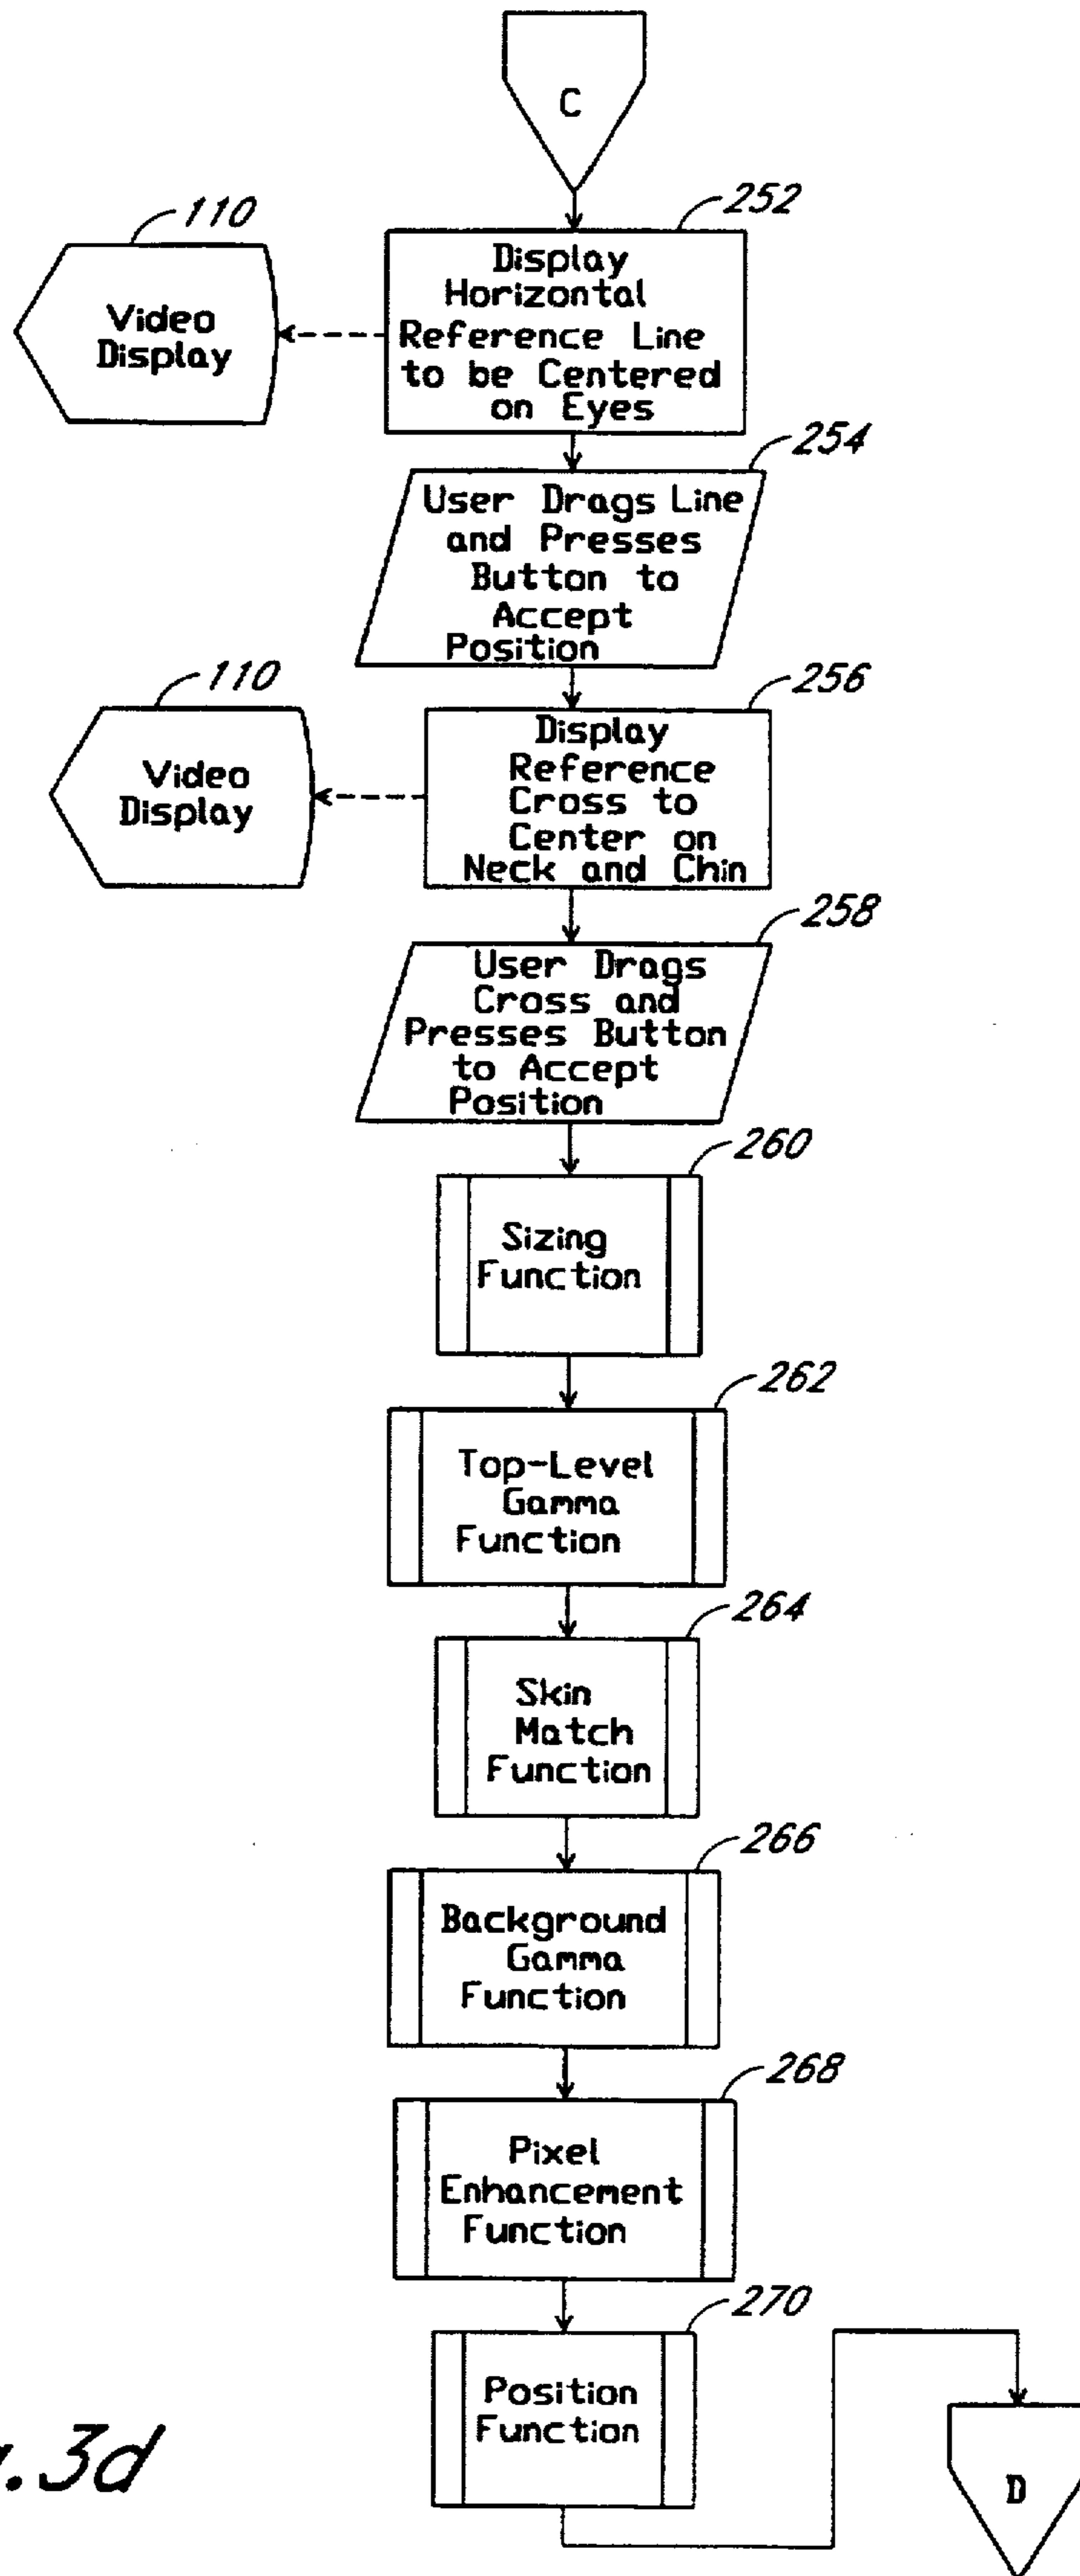 C
252
110
Display
Horizontal
Reference Line
to be Centered
on Eyes
Video
Display
254
User Drags Line
and Presses
Button to
Accept
Position
110
256
Video
Display
Display
Reference
Cross to
Center on
Neck and Chin
258
User Drags
Cross and
Presses Button
to Accept
Position
260
Sizing
Function
262
Top-Level
Gamma
Function
264
Skin
Match
Function
266
Background
Gamma
Function
268
Pixel
Enhancement
Function
270
Position
Function
D
. 3d